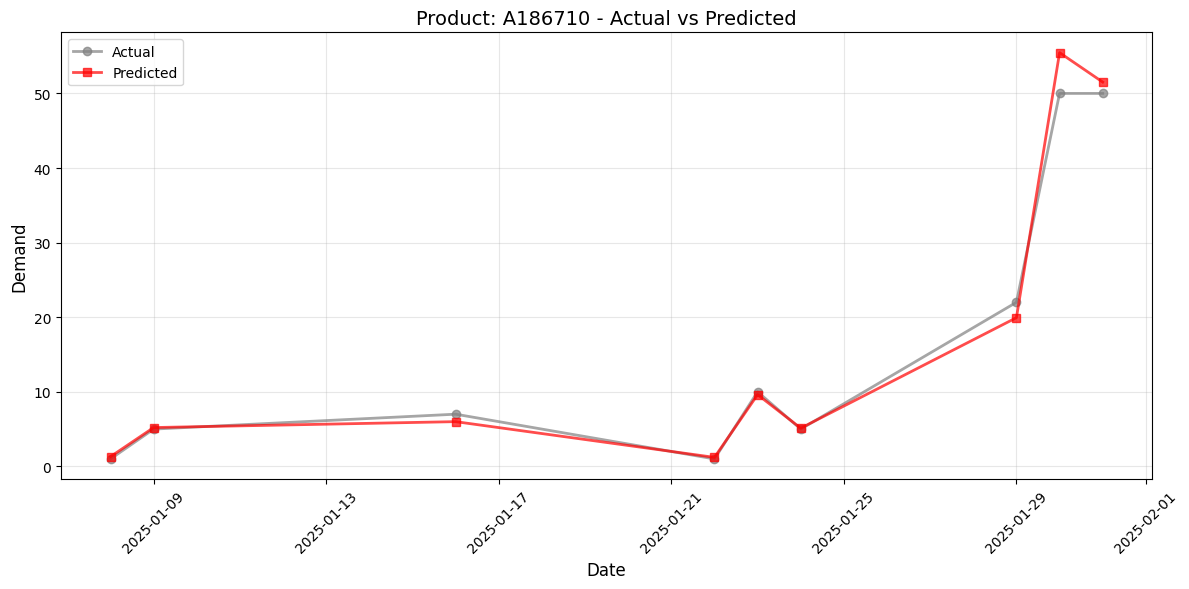 Product: A186710 - Actual vs Predicted
Actual
Predicted
Demand
50
40
30
20
10
0
2025-01-09
2025-01-13
2025-01-17
2025-01-21
2025-01-25
2025-01-29
2025-02-01
Date